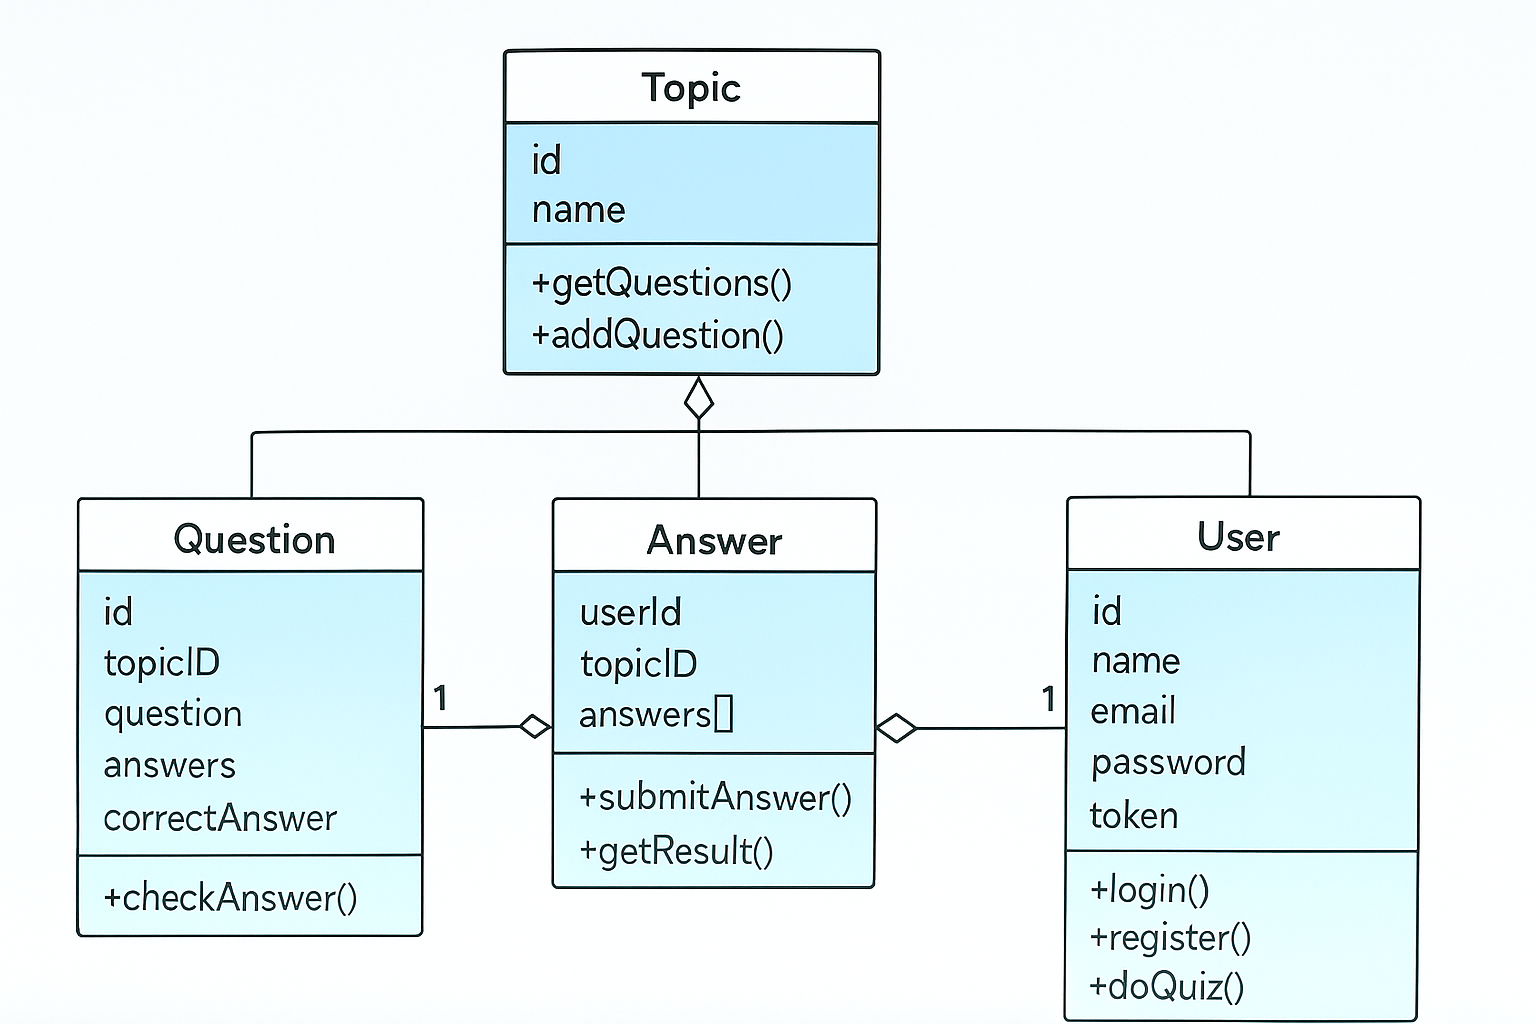 Topic
id
name
+getQuestions()
+addQuestion()
Question
id
topicID
question
answers
correctAnswer
+checkAnswer()
1
Answer
userId
topicID
answers[]
+submitAnswer()
+getResult()
1
User
id
name
email
password
token
+login()
+register()
+doQuiz()